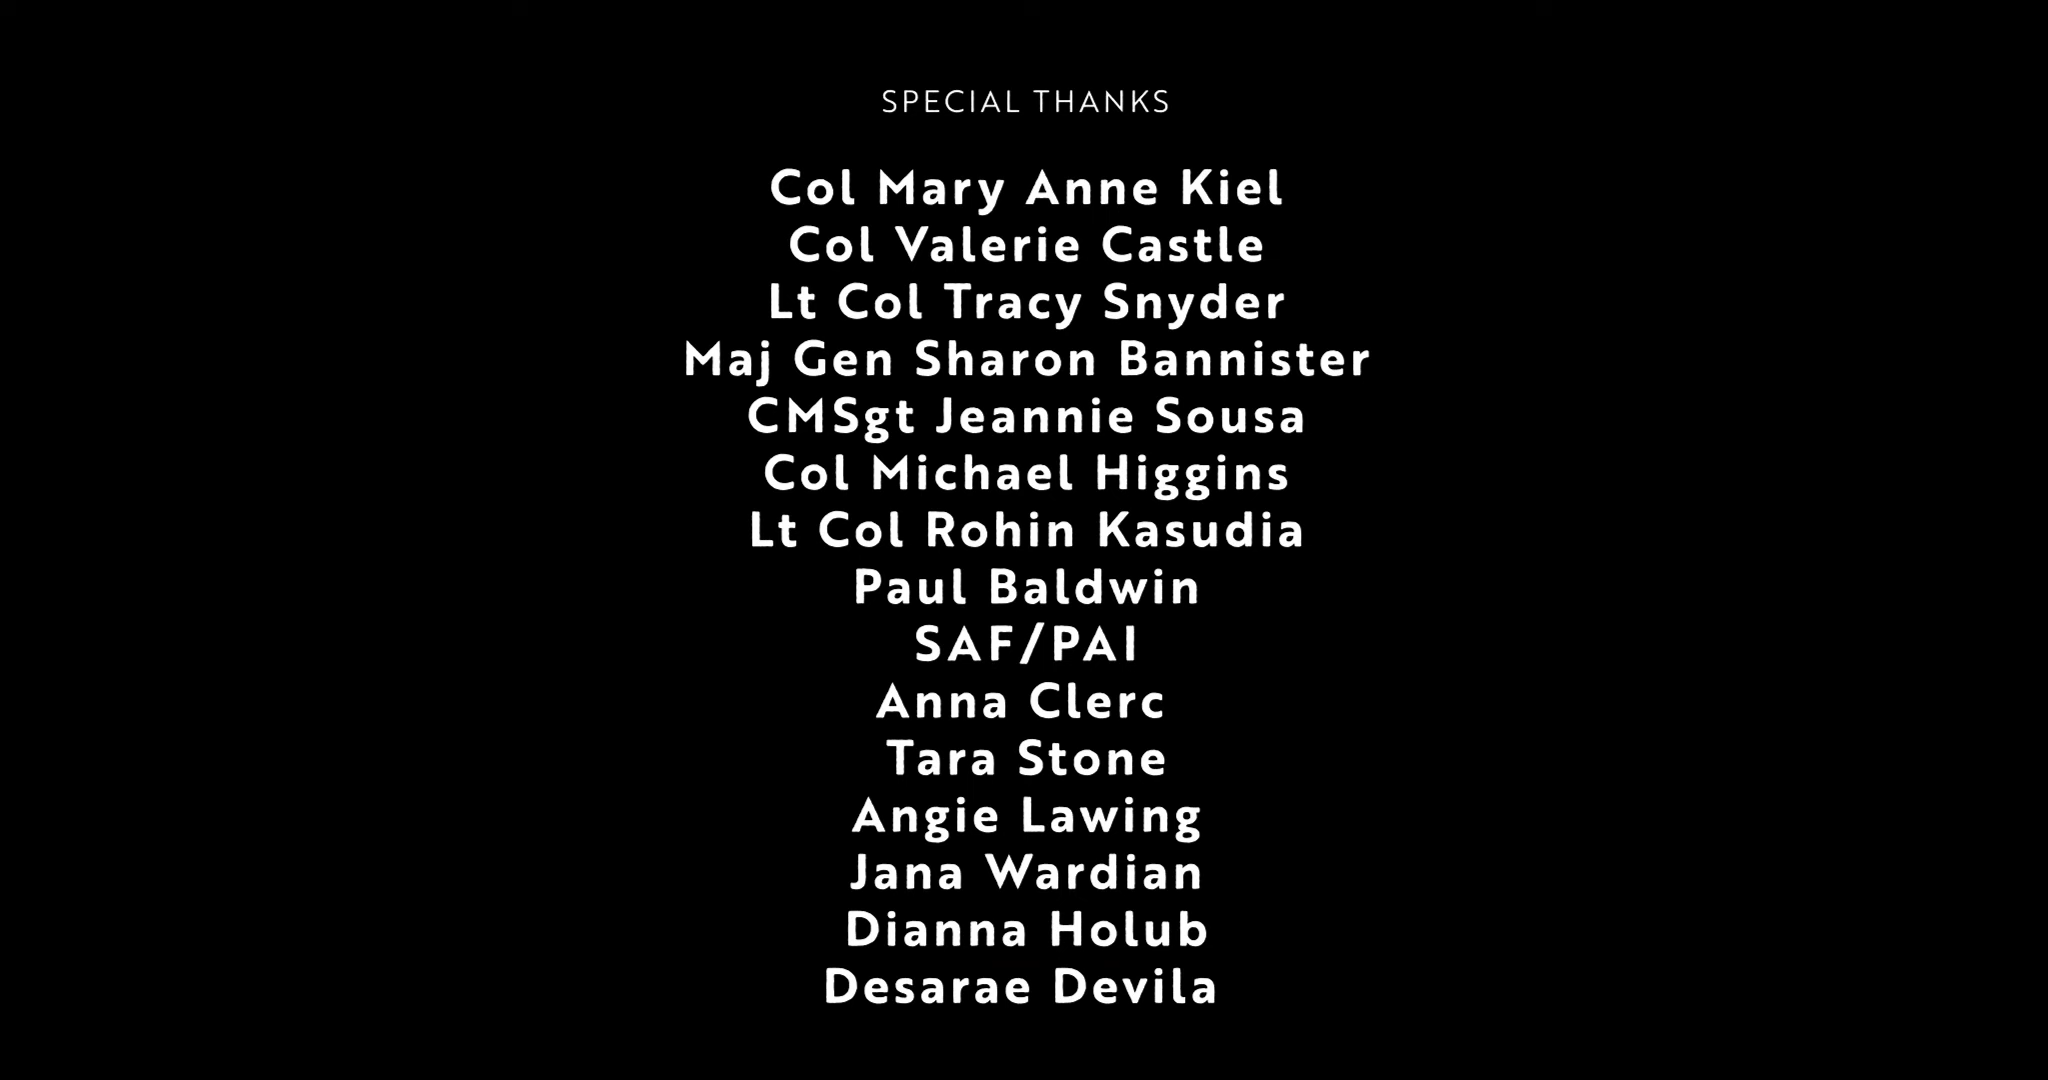 SPECIAL THANKS
Col Mary Anne Kiel
Col Valerie Castle
Lt Col Tracy Snyder
Maj Gen Sharon Bannister
CMSgt Jeannie Sousa
Col Michael Higgins
Lt Col Rohin Kasudia
Paul Baldwin
SAF/PAI
Anna Clerc
Tara Stone
Angie Lawing
Jana Wardian
Dianna Holub
Desarae Devila